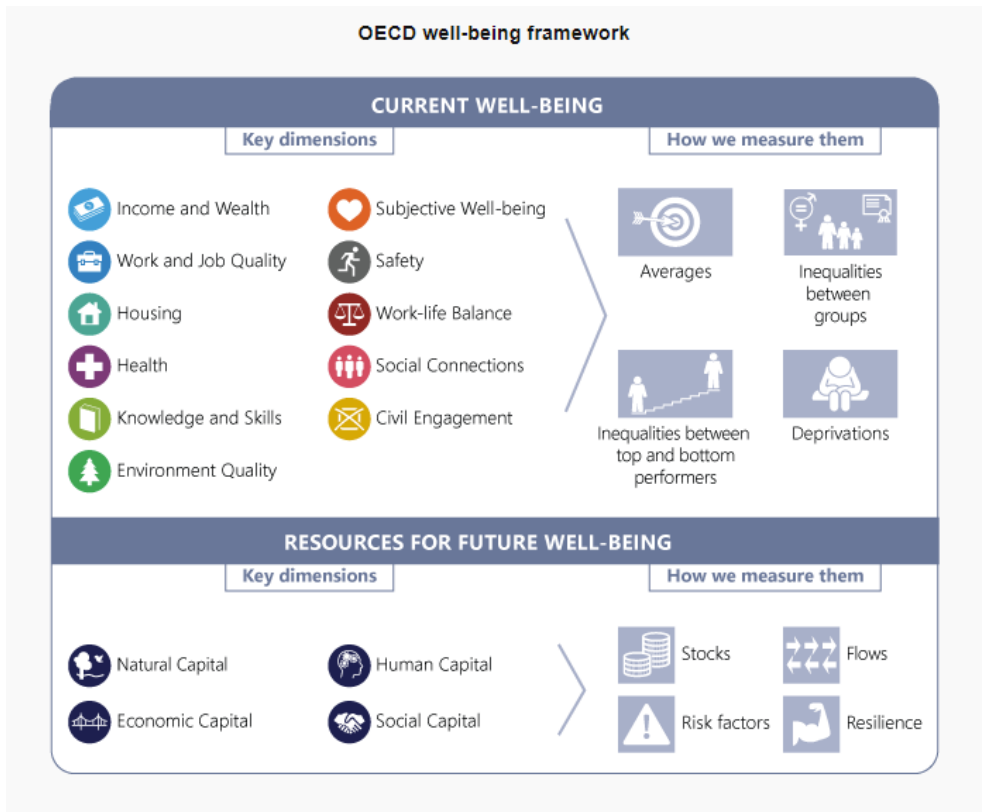 OECD well-being framework
CURRENT WELL-BEING
Key dimensions
Income and Wealth
Work and Job Quality
Housing
Health
Knowledge and Skills
Environment Quality
Subjective Well-being
Safety
Work-life Balance
Social Connections
Civil Engagement
How we measure them
Averages
Inequalities
between
groups
Inequalities between
top and bottom
performers
Deprivations
RESOURCES FOR FUTURE WELL-BEING
Key dimensions
Natural Capital
Economic Capital
Human Capital
Social Capital
How we measure them
Stocks
Flows
Risk factors
Resilience